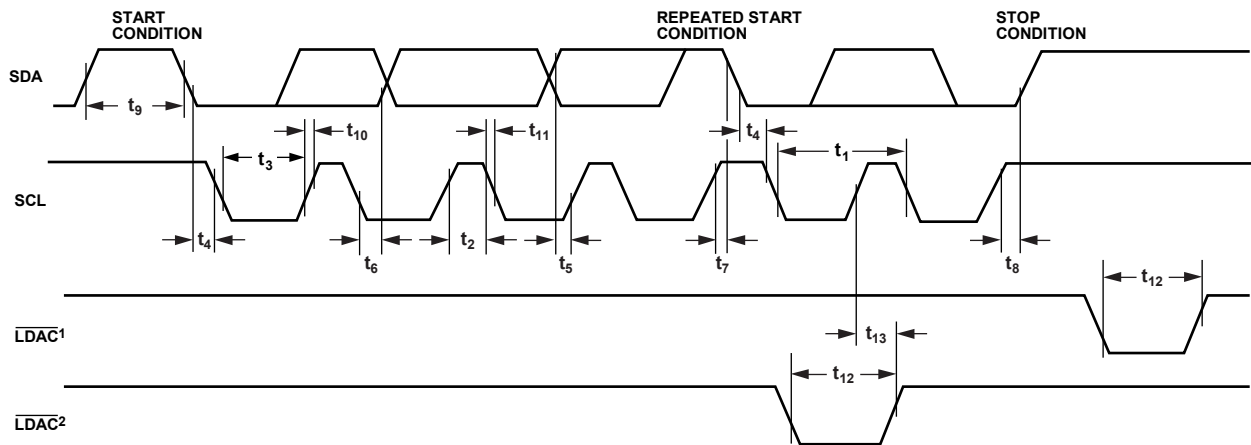 START
CONDITION
REPEATED START
CONDITION
STOP
CONDITION
SDA
t9
t10
t11
t4
t1
t3
SCL
t4
t6
t2
t5
t7
t8
t12
LDAC1
t13
t12
LDAC2